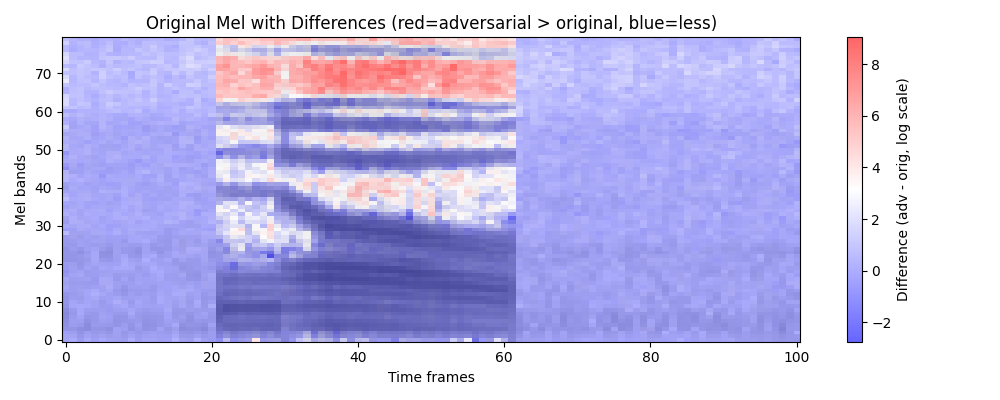 Original Mel with Differences (red=adversarial > original, blue=less)
Mel bands
70
60
50
40
30
20
10
0
0 20 40 60 80 100
Time frames
8
6
4
2
0
−2
Difference (adv - orig, log scale)